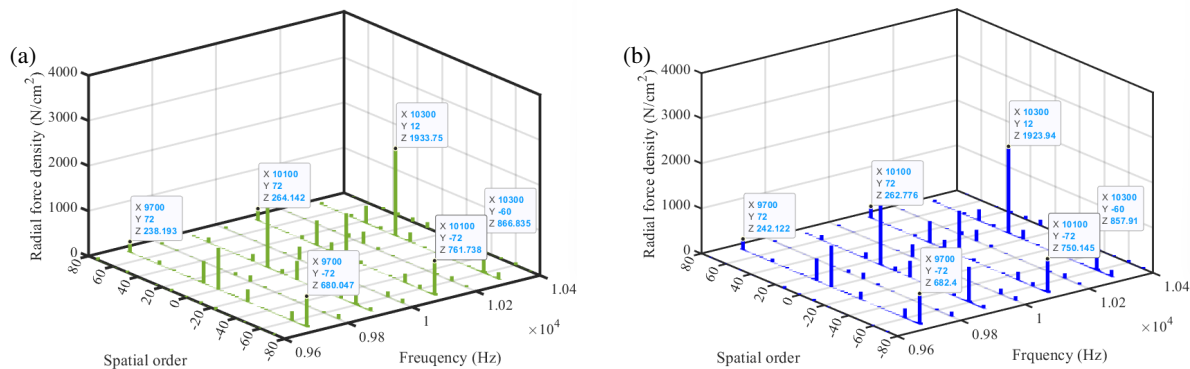 (a)
Radial force density (N/cm2)
4000
3000
2000
1000
0
80
60
40
20
0
-20
-40
-60
-80
Spatial order
0.96
0.98
1
1.02
1.04
×10^4
Freuqency (Hz)
X 9700
Y 72
Z 238.193
X 10100
Y 72
Z 264.142
X 10300
Y 12
Z 1933.75
X 10300
Y -60
Z 866.835
X 10100
Y -72
Z 761.738
X 9700
Y -72
Z 680.047
(b)
Radial force density (N/cm2)
4000
3000
2000
1000
0
80
60
40
20
0
-20
-40
-60
-80
Spatial order
0.96
0.98
1
1.02
1.04
×10^4
Frquency (Hz)
X 9700
Y 72
Z 242.122
X 10100
Y 72
Z 262.776
X 10300
Y 12
Z 1923.94
X 10300
Y -60
Z 857.91
X 10100
Y -72
Z 750.145
X 9700
Y -72
Z 682.4